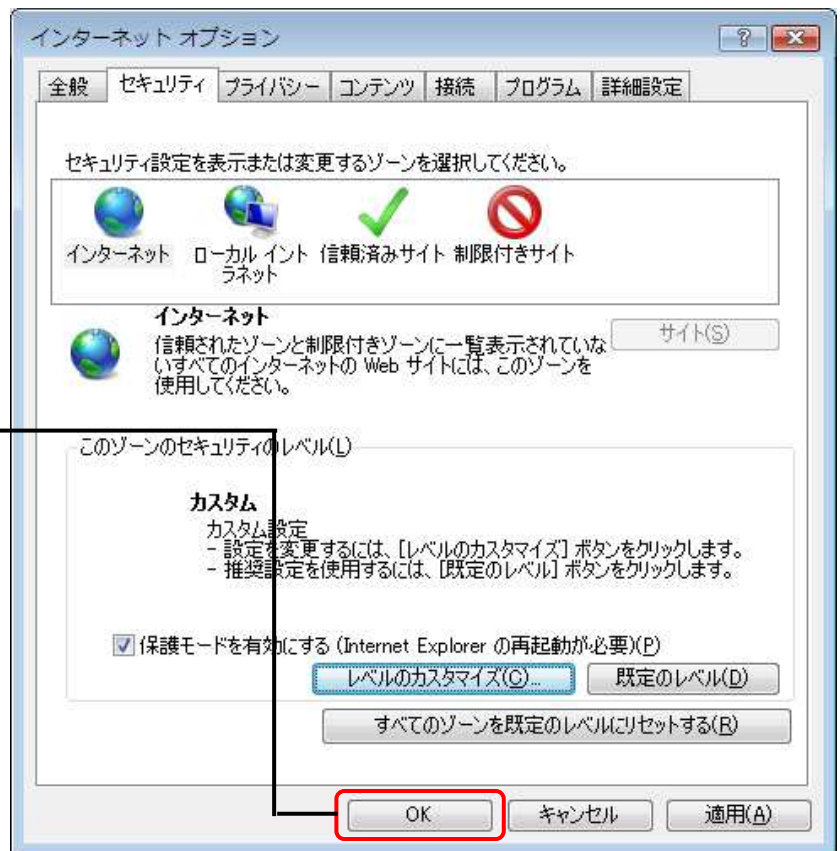 インターネット オプション
全般 セキュリティ プライバシー コンテンツ 接続 プログラム 詳細設定
セキュリティ設定を表示または変更するゾーンを選択してください。
インターネット
ローカル イント
ラネット
信頼済みサイト
制限付きサイト
インターネット
信頼されたゾーンと制限付きゾーンに一覧表示されていな
いすべてのインターネットの Web サイトには、このゾーンを
使用してください。
サイト(S)
このゾーンのセキュリティのレベル(L)
カスタム
カスタム設定
- 設定を変更するには、[レベルのカスタマイズ] ボタンをクリックします。
- 推奨設定を使用するには、[既定のレベル] ボタンをクリックします。
保護モードを有効にする (Internet Explorer の再起動が必要)(P)
レベルのカスタマイズ(C)... 既定のレベル(D)
すべてのゾーンを既定のレベルにリセットする(R)
OK キャンセル 適用(A)